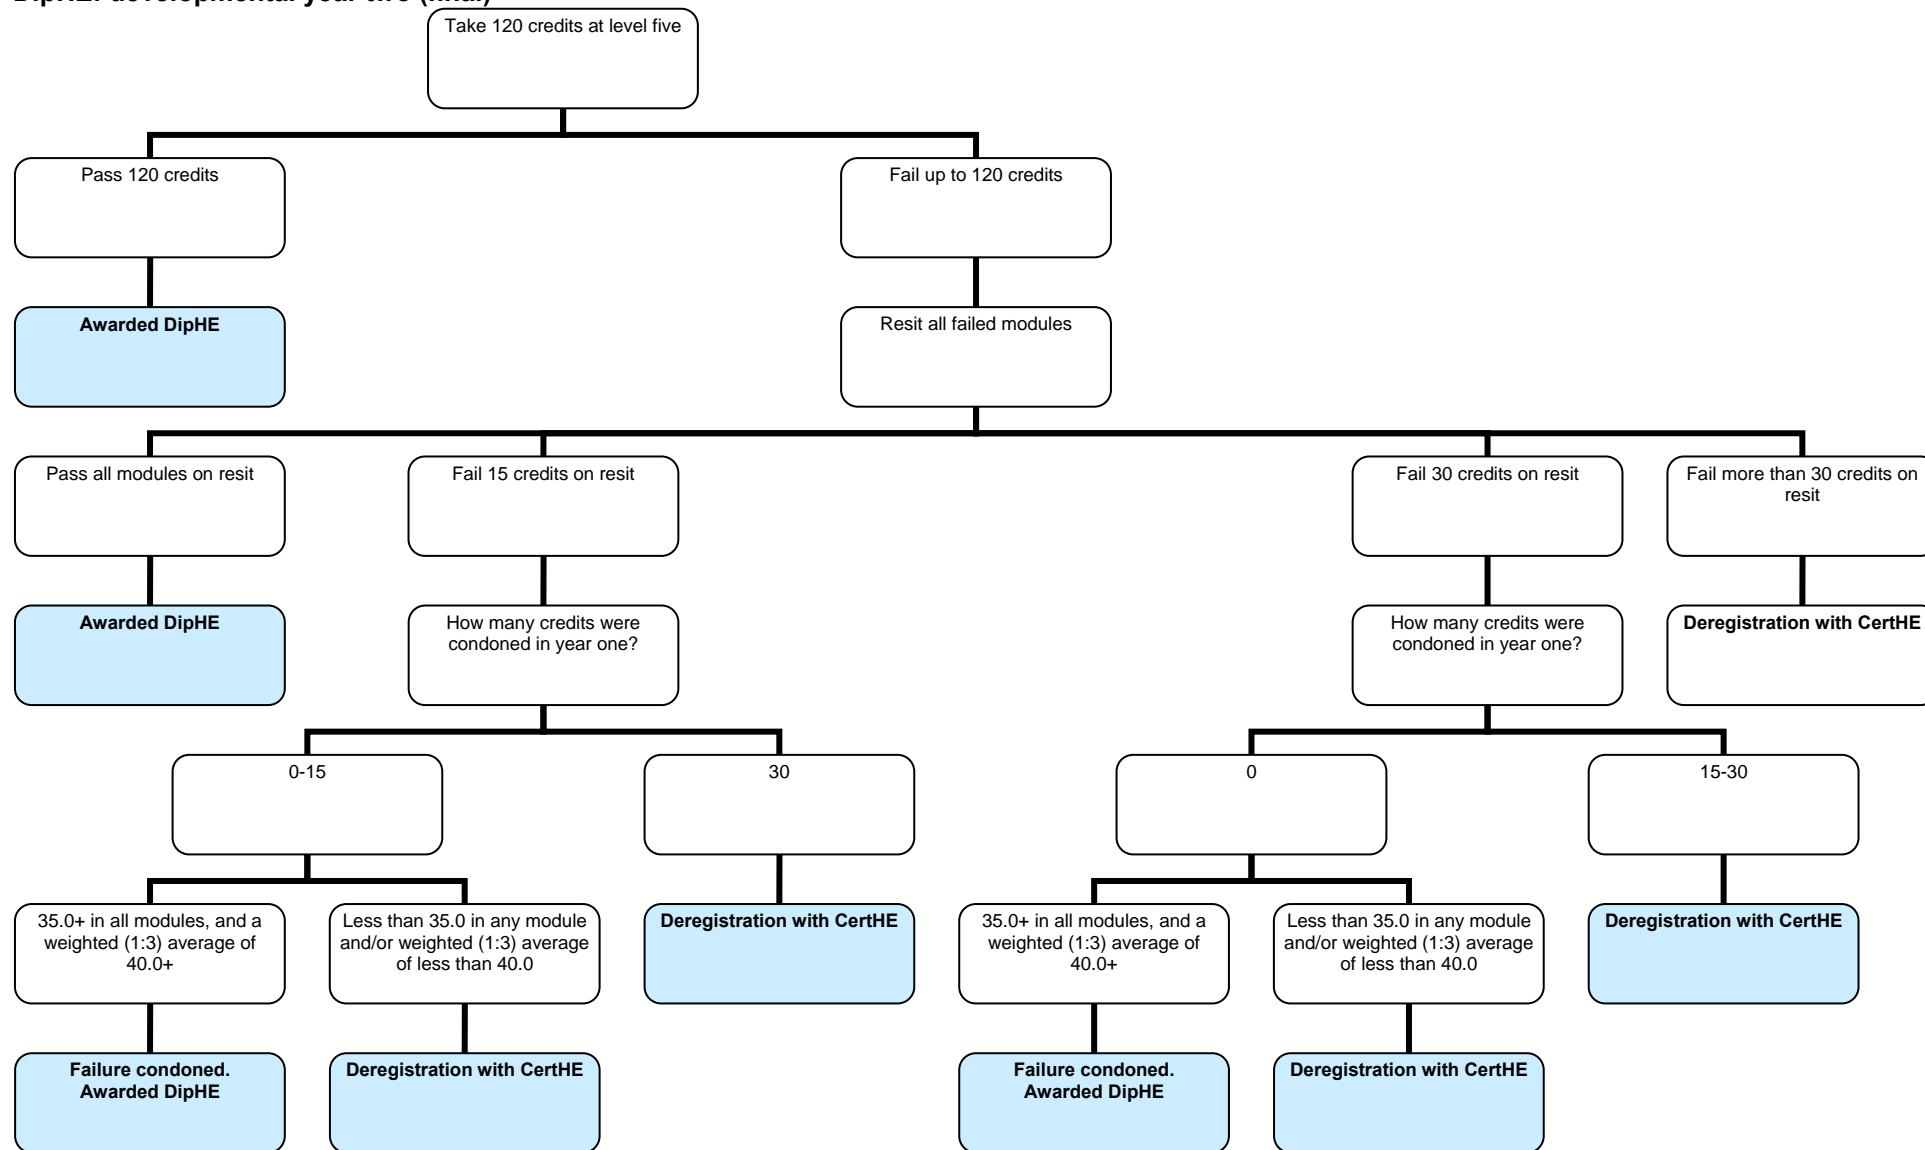 DipHE: developmental year two (final)
Take 120 credits at level five
Pass 120 credits
Fail up to 120 credits
Awarded DipHE
Resit all failed modules
Pass all modules on resit
Fail 15 credits on resit
Fail 30 credits on resit
Fail more than 30 credits on
resit
Awarded DipHE
How many credits were
condoned in year one?
How many credits were
condoned in year one?
Deregistration with CertHE
0-15
30
0
15-30
35.0+ in all modules, and a
weighted (1:3) average of
40.0+
Less than 35.0 in any module
and/or weighted (1:3) average
of less than 40.0
Deregistration with CertHE
35.0+ in all modules, and a
weighted (1:3) average of
40.0+
Less than 35.0 in any module
and/or weighted (1:3) average
of less than 40.0
Deregistration with CertHE
Failure condoned.
Awarded DipHE
Deregistration with CertHE
Failure condoned.
Awarded DipHE
Deregistration with CertHE